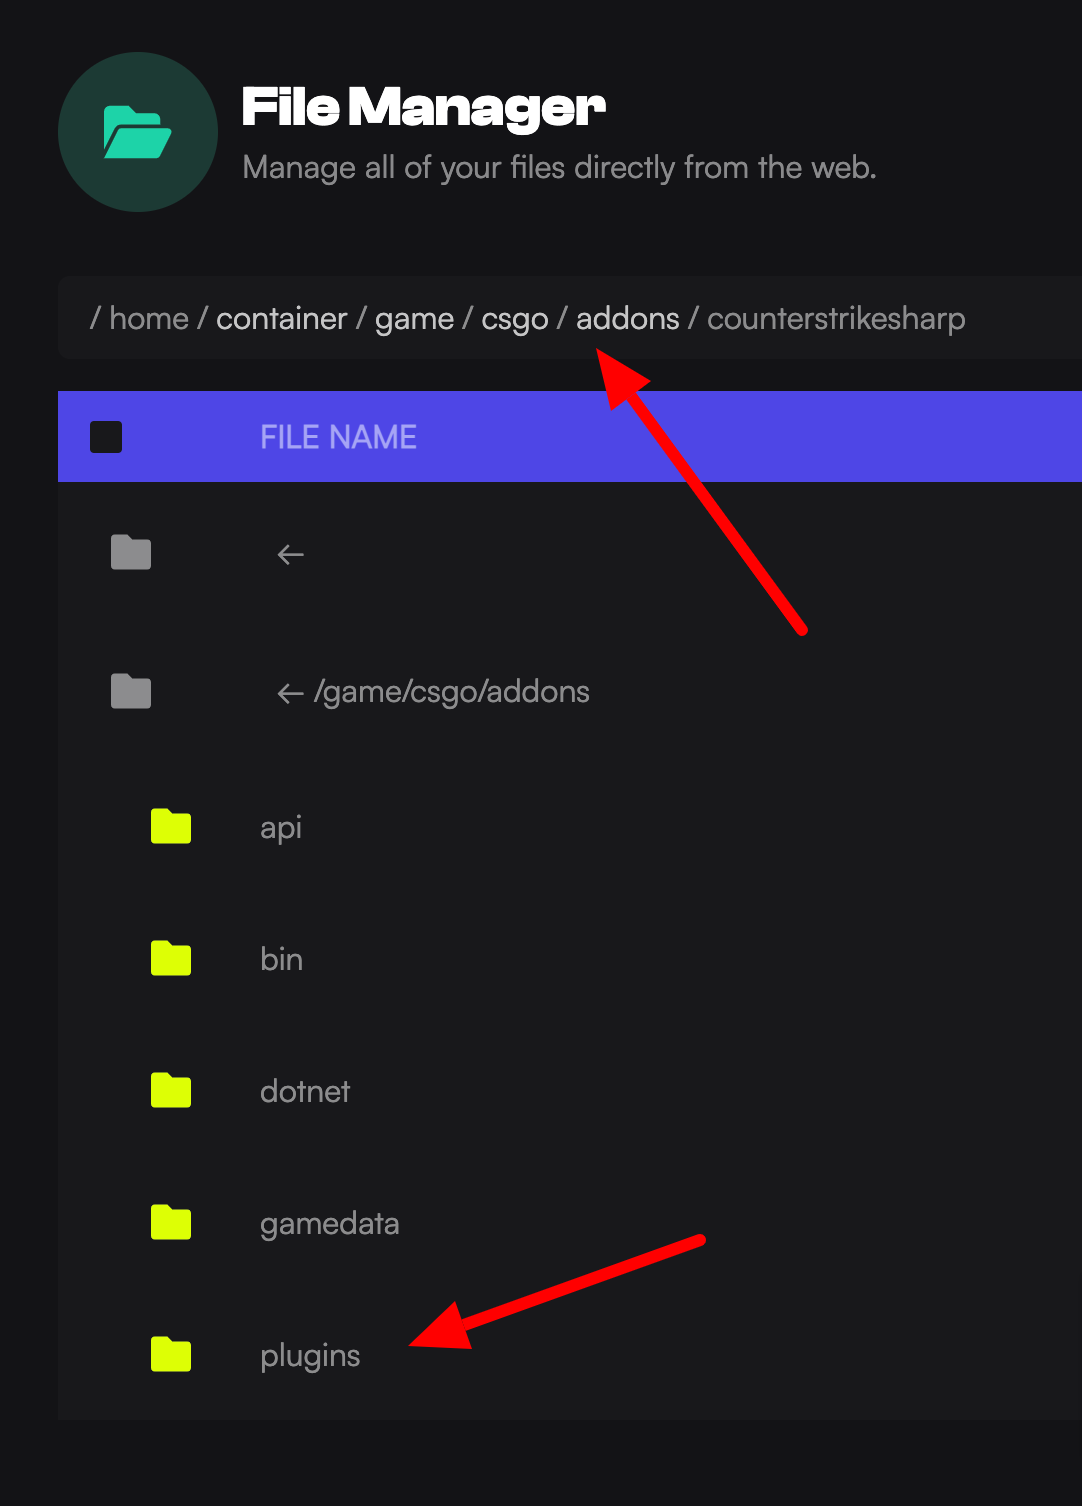 File Manager
Manage all of your files directly from the web.
/ home / container / game / csgo / addons / counterstrikesharp
FILE NAME
←
← /game/csgo/addons
api
bin
dotnet
gamedata
plugins